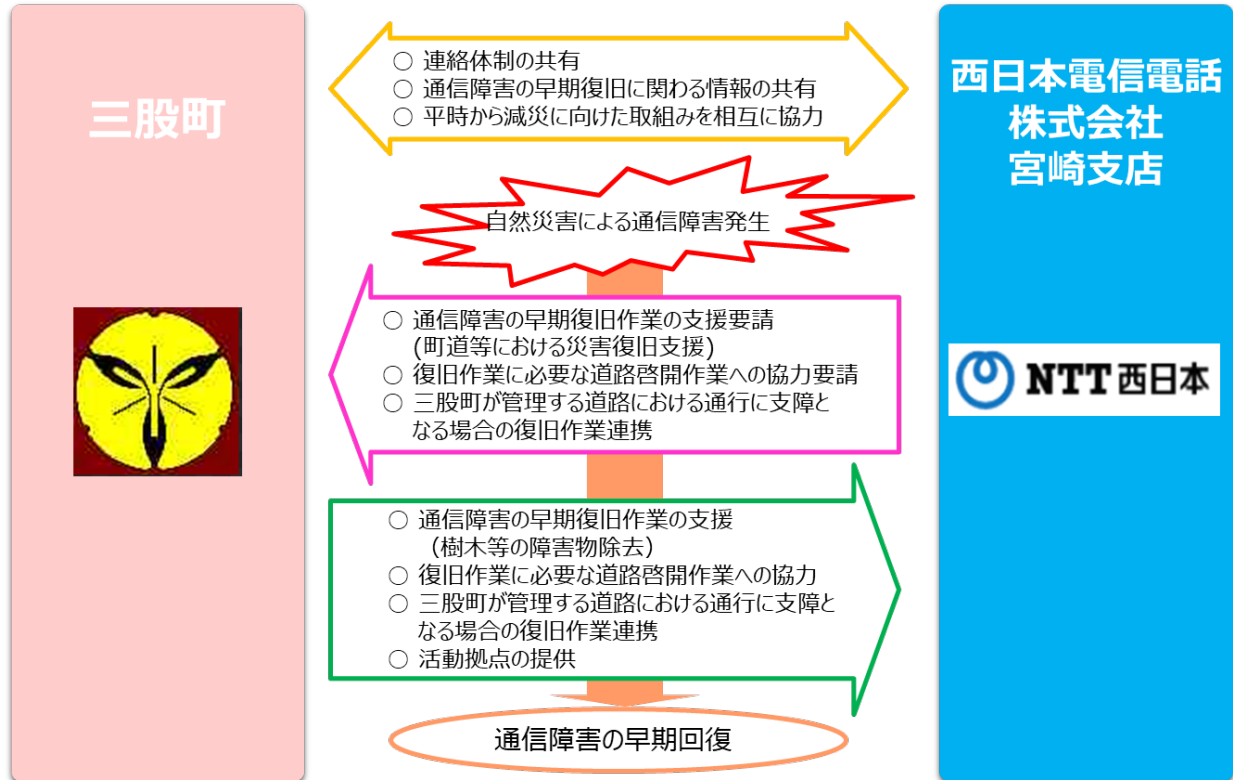 三股町
西日本電信電話
株式会社
宮崎支店
○ 連絡体制の共有
○ 通信障害の早期復旧に関わる情報の共有
○ 平時から減災に向けた取組みを相互に協力
自然災害による通信障害発生
○ 通信障害の早期復旧作業の支援要請
(町道等における災害復旧支援)
○ 復旧作業に必要な道路啓開作業への協力要請
○ 三股町が管理する道路における通行に支障と
なる場合の復旧作業連携
NTT西日本
○ 通信障害の早期復旧作業の支援
(樹木等の障害物除去)
○ 復旧作業に必要な道路啓開作業への協力
○ 三股町が管理する道路における通行に支障と
なる場合の復旧作業連携
○ 活動拠点の提供
通信障害の早期回復